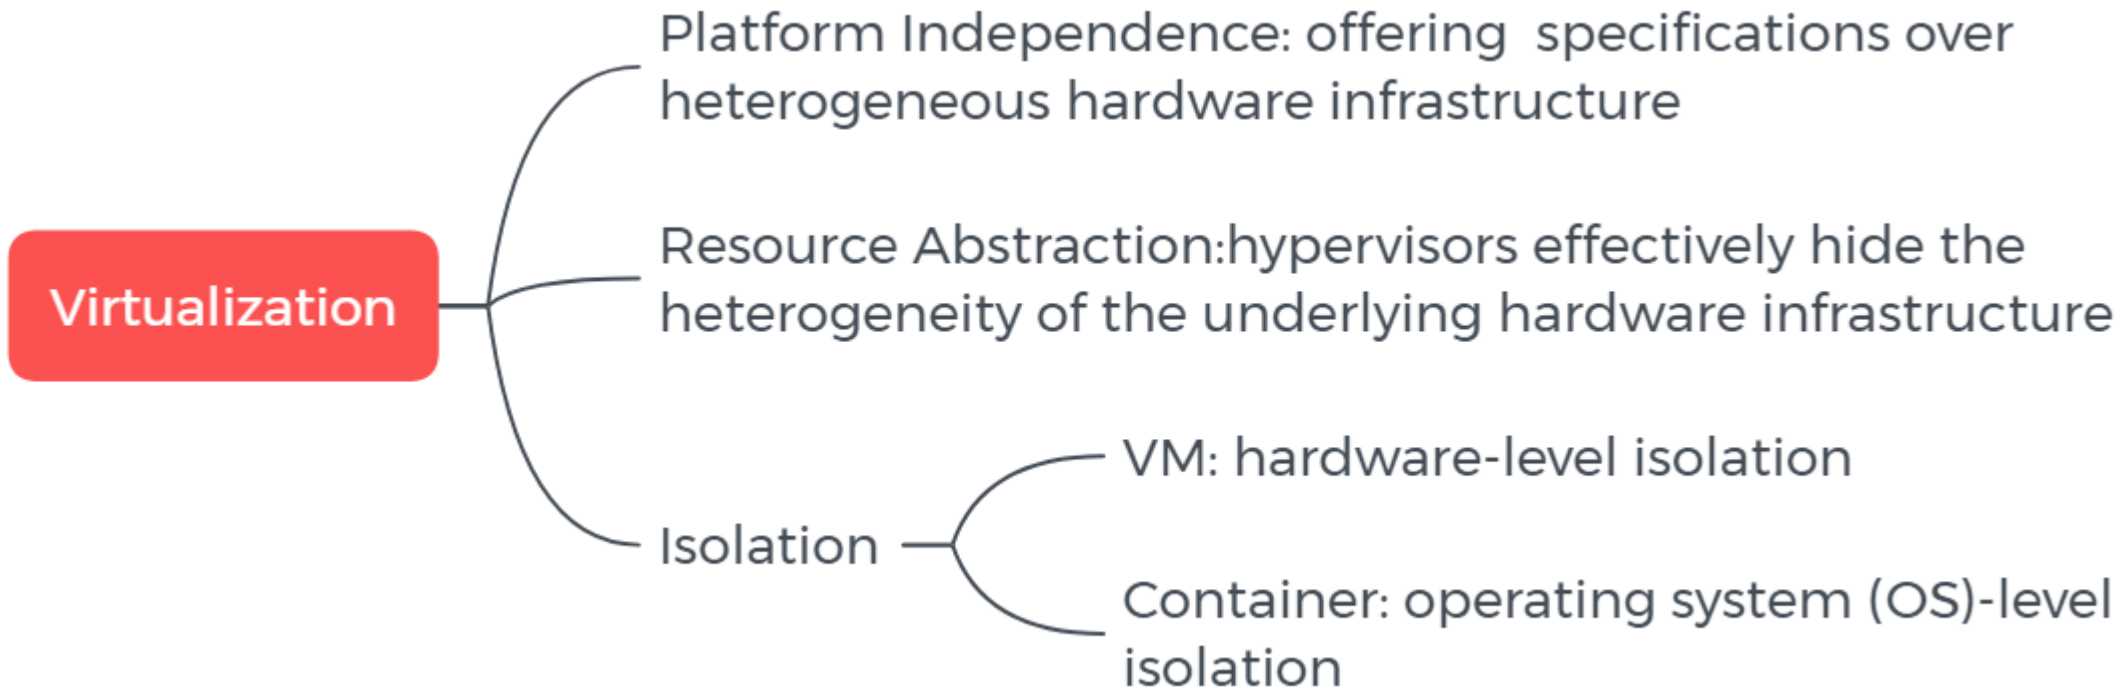 Platform Independence: offering  specifications over
heterogeneous hardware infrastructure
Resource Abstraction:hypervisors effectively hide the
heterogeneity of the underlying hardware infrastructure
Virtualization
VM: hardware-level isolation
Isolation
Container: operating system (OS)-level
isolation